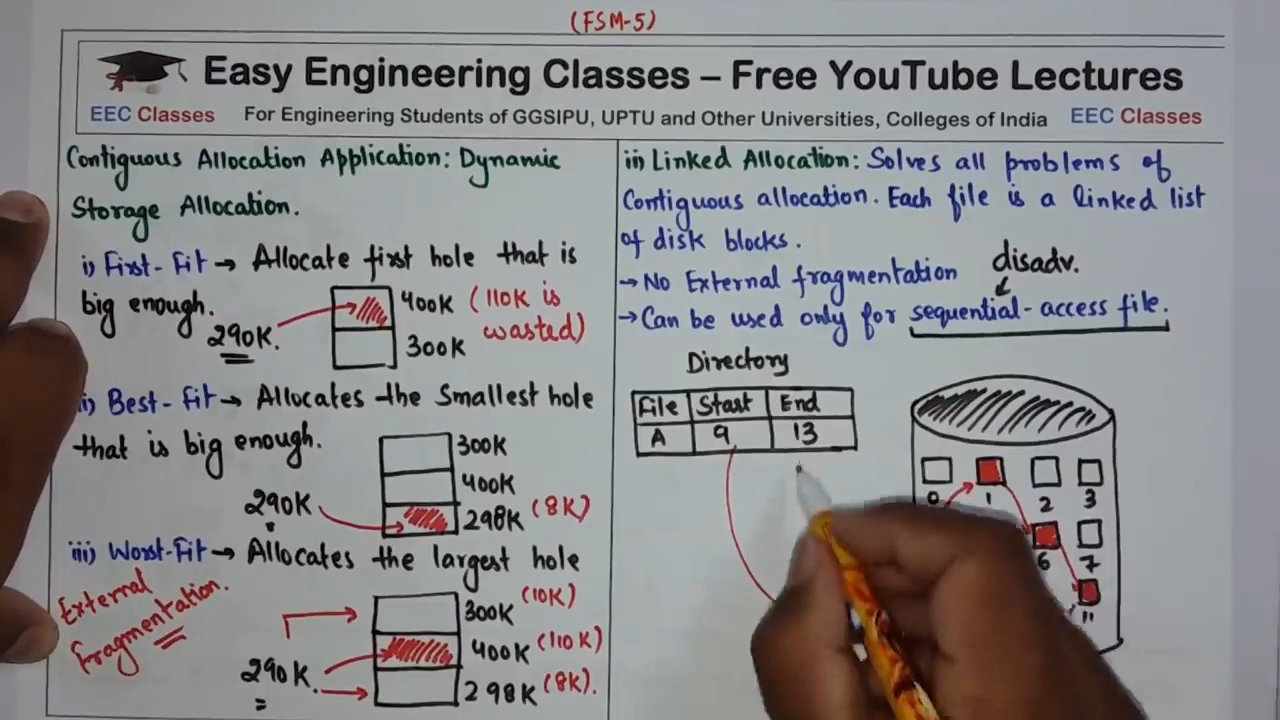 (FSM-5)
Easy Engineering Classes – Free YouTube Lectures
EEC Classes For Engineering Students of GGSIPU, UPTU and Other Universities, Colleges of India EEC Classes
Contiguous Allocation Application: Dynamic
Storage Allocation.
i) First-Fit → Allocate first hole that is
big enough.
290K.
400K (110K is
wasted)
300K
ii) Best-Fit → Allocates the Smallest hole
that is big enough.
300K
400K
290K
298K (8K)
iii) Worst-Fit → Allocates the largest hole
External
fragmentation.
300K (10K)
400K (110K)
290K.
298K (8K).
ii) Linked Allocation: Solves all problems of
Contiguous allocation. Each file is a linked list
of disk blocks.
→ No External fragmentation
disadv.
→ Can be used only for sequential-access file.
Directory
File Start End
A 9 13
0 1 2 3
6 7
11